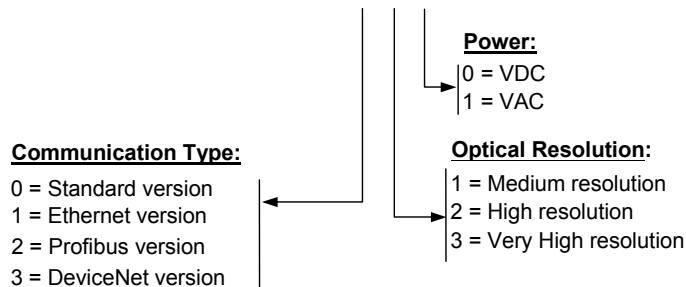 Power:
0 = VDC
1 = VAC
Communication Type:
0 = Standard version
1 = Ethernet version
2 = Profibus version
3 = DeviceNet version
Optical Resolution:
1 = Medium resolution
2 = High resolution
3 = Very High resolution